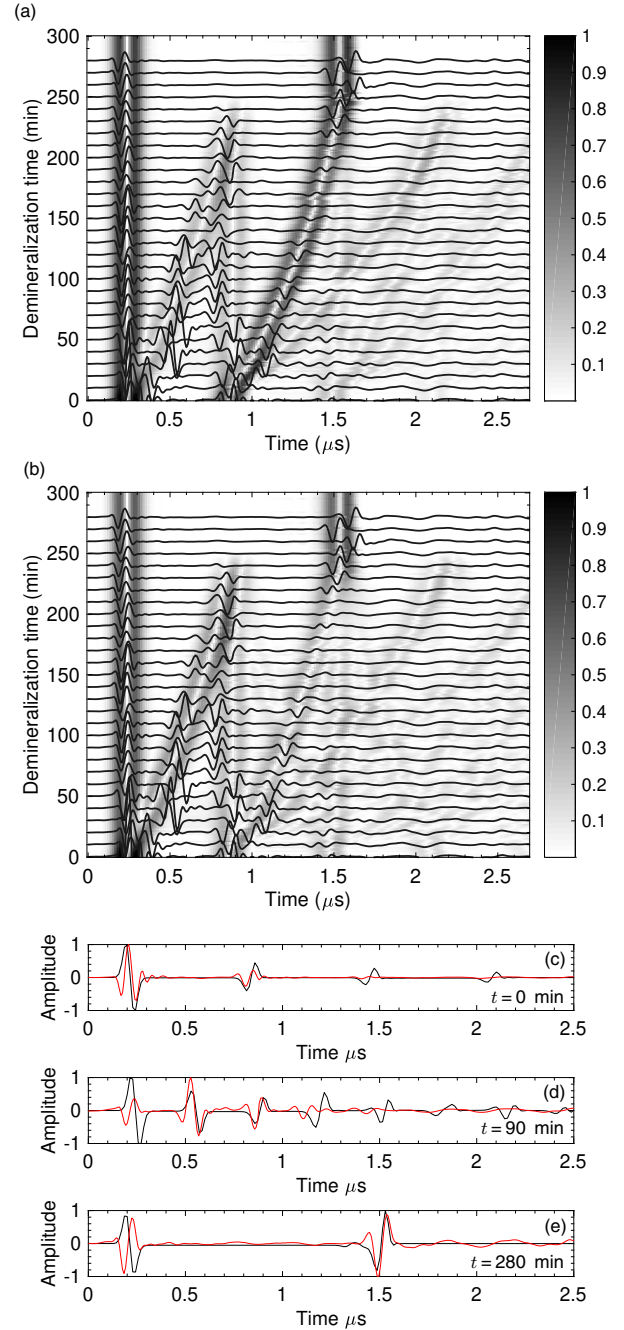 (a)
300
250
200
150
100
50
0
Demineralization time (min)
0 0.5 1 1.5 2 2.5
Time (μs)
1
0.9
0.8
0.7
0.6
0.5
0.4
0.3
0.2
0.1
(b)
300
250
200
150
100
50
0
Demineralization time (min)
0 0.5 1 1.5 2 2.5
Time (μs)
1
0.9
0.8
0.7
0.6
0.5
0.4
0.3
0.2
0.1
Amplitude
1
0
-1
(c)
t = 0 min
0 0.5 1 1.5 2 2.5
Time μs
Amplitude
1
0
-1
(d)
t = 90 min
0 0.5 1 1.5 2 2.5
Time μs
Amplitude
1
0
-1
(e)
t = 280 min
0 0.5 1 1.5 2 2.5
Time μs